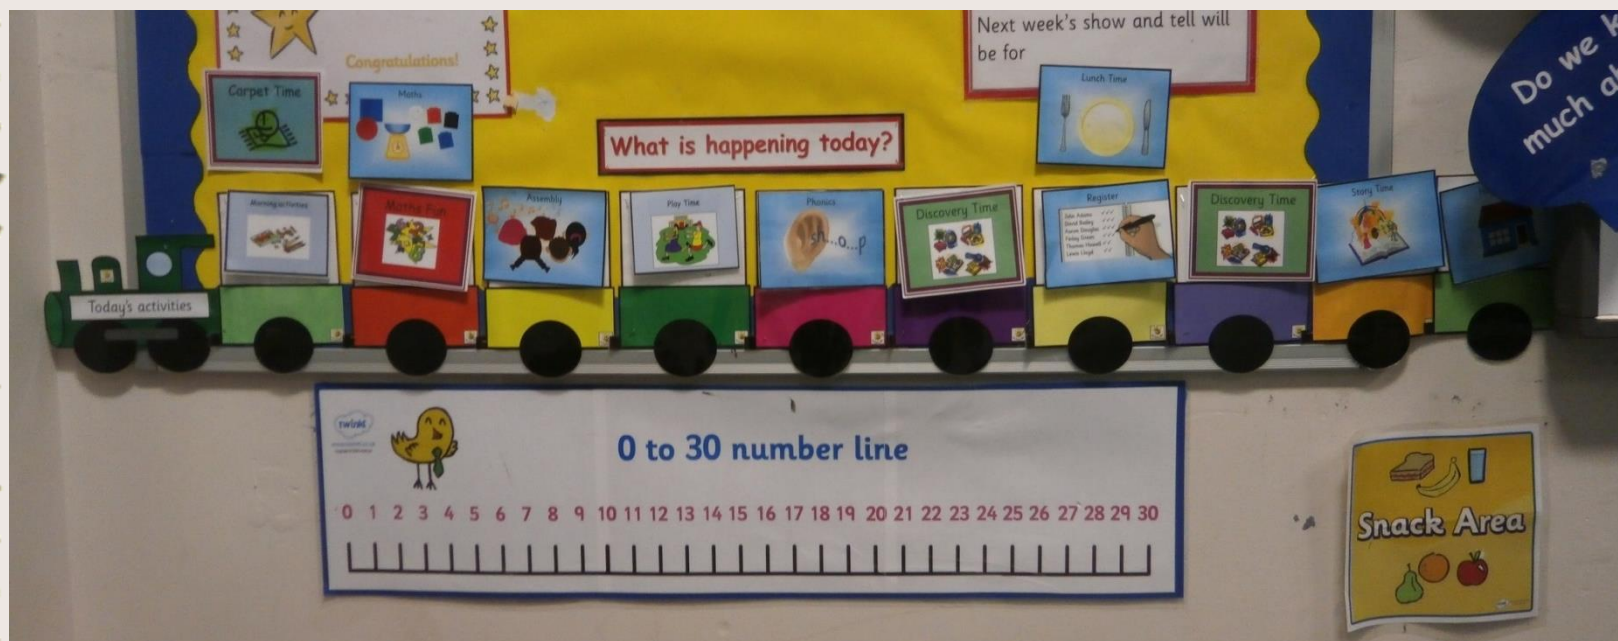 Congratulations!
Next week's show and tell will
be for
Do we k
much a
Carpet Time
Maths
What is happening today?
Lunch Time
Morning activities
Maths Fun
Assembly
Play Time
Phonics
sh...o...p
Discovery Time
Register
Discovery Time
Story Time
Today's activities
twinkl
0 to 30 number line
0 1 2 3 4 5 6 7 8 9 10 11 12 13 14 15 16 17 18 19 20 21 22 23 24 25 26 27 28 29 30
Snack Area